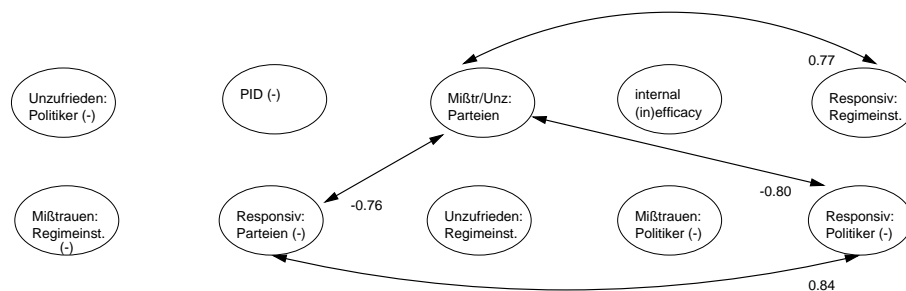 0.77
Unzufrieden:
Politiker (-)
PID (-)
Mißtr/Unz:
Parteien
internal
(in)efficacy
Responsiv:
Regimeinst.
-0.76
-0.80
Mißtrauen:
Regimeinst.
(-)
Responsiv:
Parteien (-)
Unzufrieden:
Regimeinst.
Mißtrauen:
Politiker (-)
Responsiv:
Politiker (-)
0.84